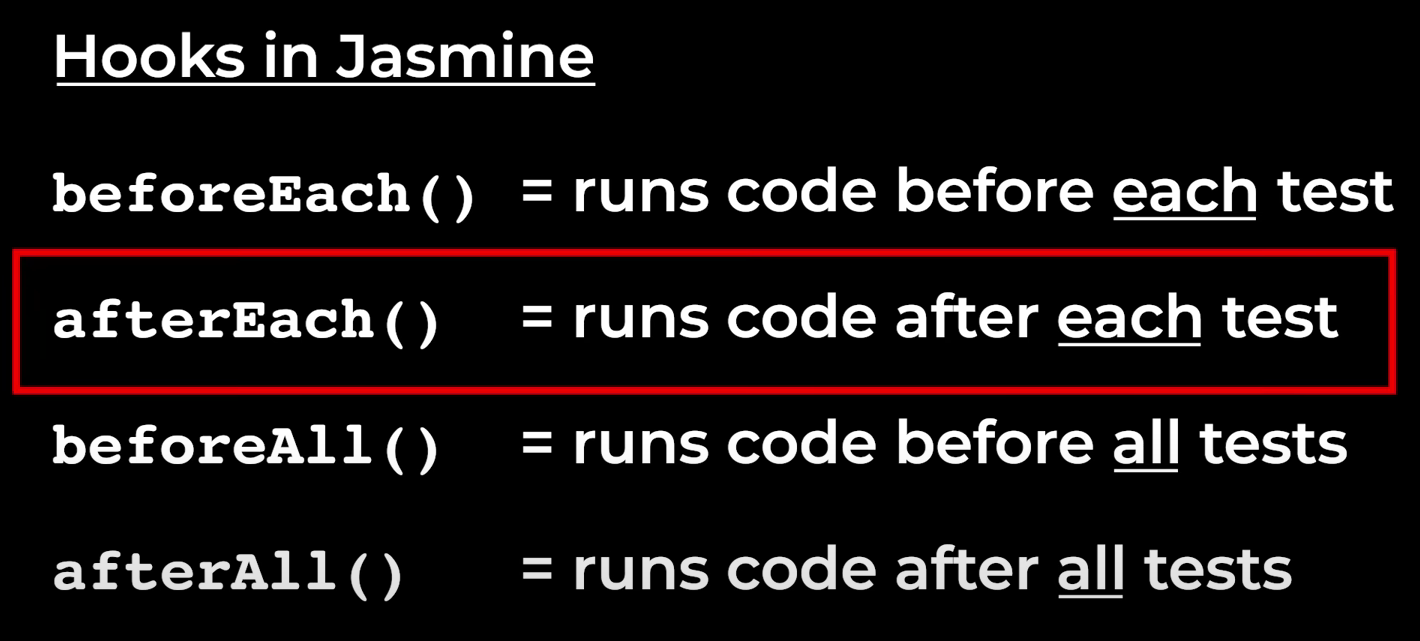 Hooks in Jasmine
beforeEach() = runs code before each test
afterEach() = runs code after each test
beforeAll() = runs code before all tests
afterAll() = runs code after all tests